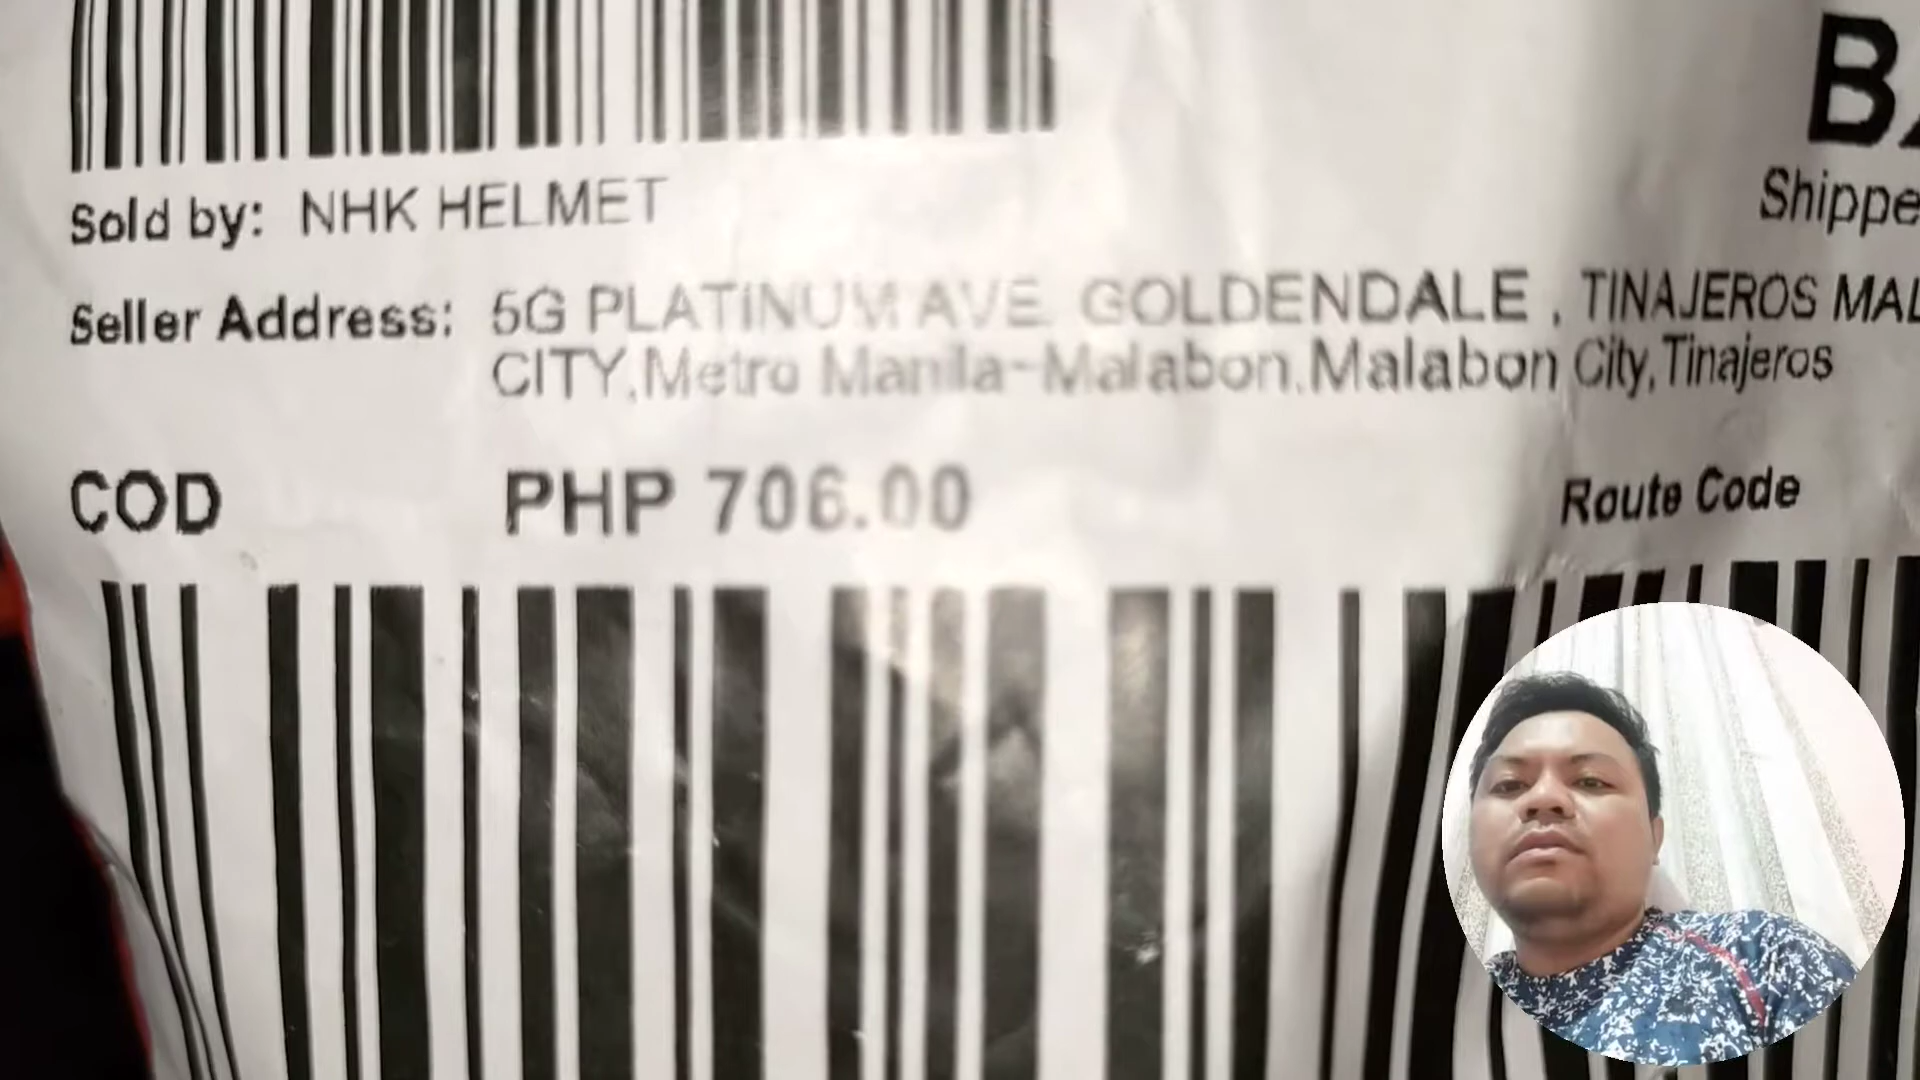 Sold by: NHK HELMET
Shippe
Seller Address: 5G PLATINUM AVE. GOLDENDALE , TINAJEROS MAL
CITY,Metro Manila~Malabon,Malabon City,Tinajeros
COD PHP 706.00
Route Code